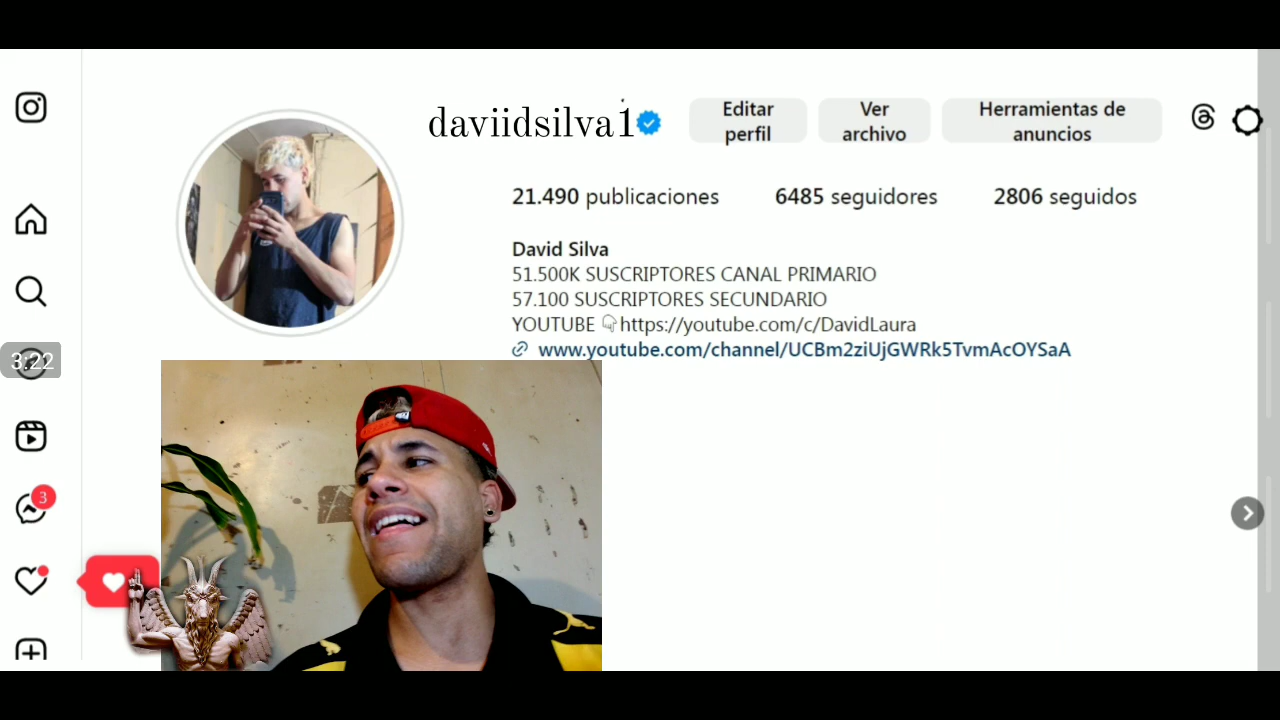 daviidsilva1
Editar
perfil
Ver
archivo
Herramientas de
anuncios
21.490 publicaciones
6485 seguidores
2806 seguidos
David Silva
51.500K SUSCRIPTORES CANAL PRIMARIO
57.100 SUSCRIPTORES SECUNDARIO
YOUTUBE 👇https://youtube.com/c/DavidLaura
www.youtube.com/channel/UCBm2ziUjGWRk5TvmAcOYSaA
3:22
3